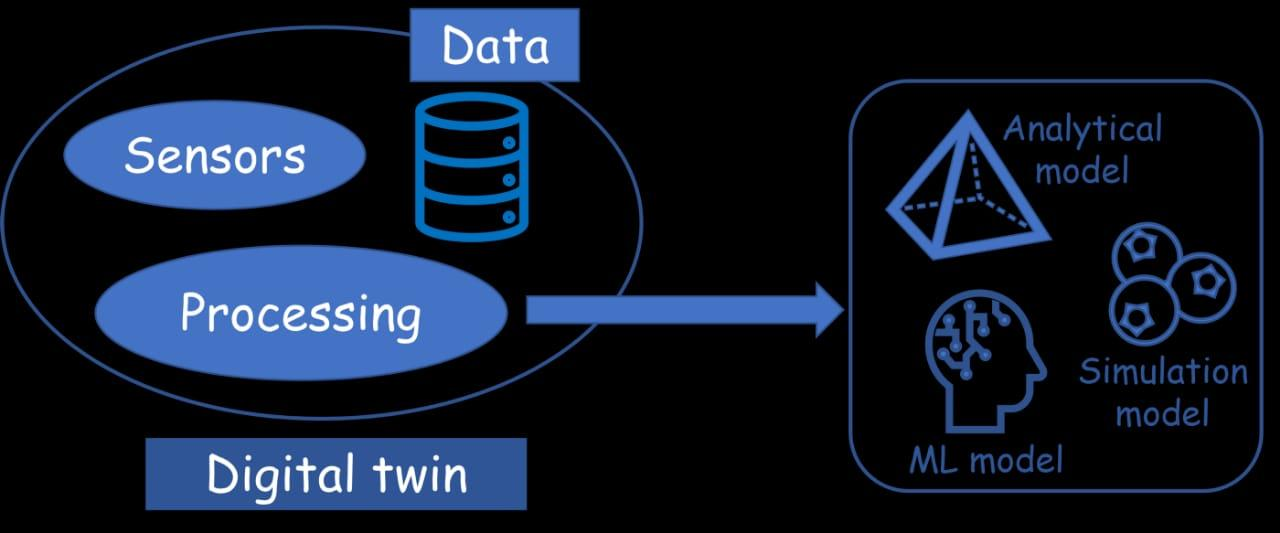 Data
Sensors
Processing
Digital twin
Analytical
model
Simulation
model
ML model